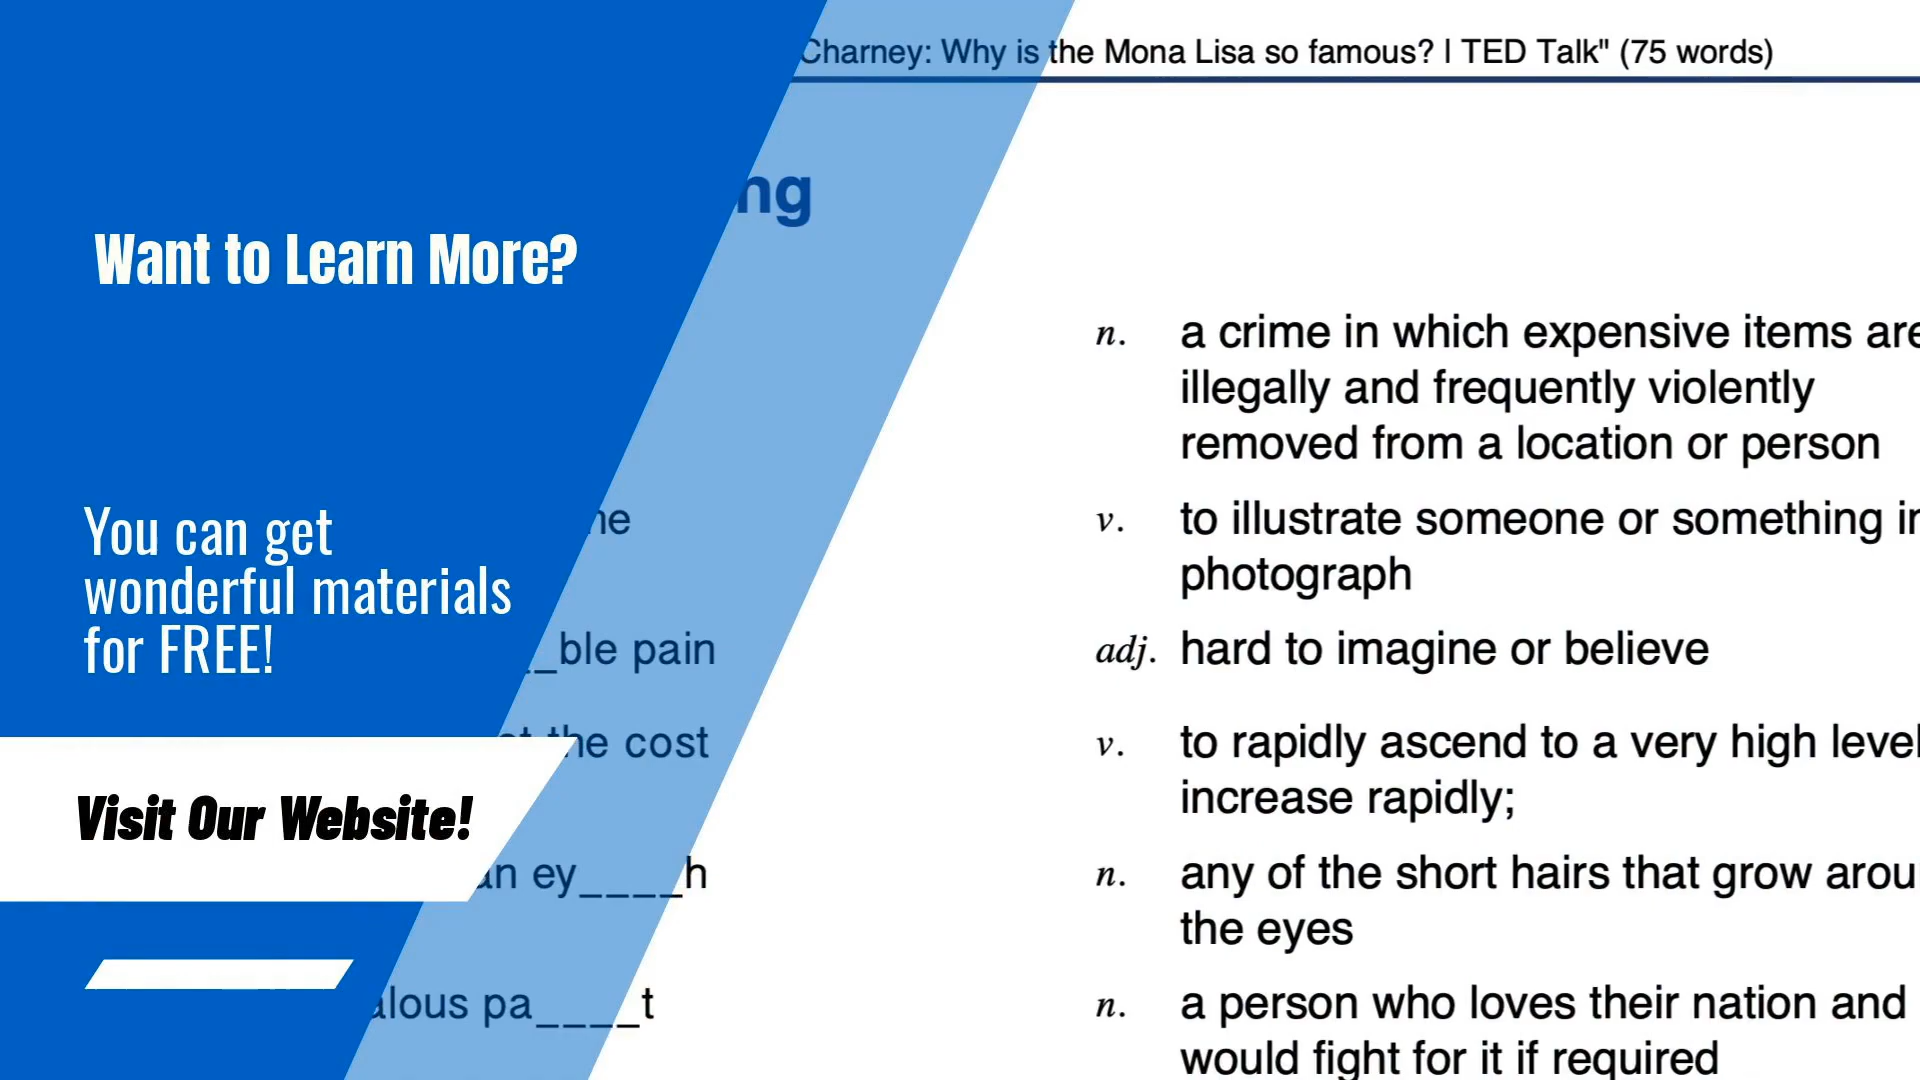 Charney: Why is the Mona Lisa so famous? | TED Talk" (75 words)
ng
Want to Learn More?
n. a crime in which expensive items are
illegally and frequently violently
removed from a location or person
You can get
wonderful materials
for FREE!
v. to illustrate someone or something in
photograph
_ble pain
adj. hard to imagine or believe
the cost
v. to rapidly ascend to a very high level
increase rapidly;
Visit Our Website!
an ey____h
n. any of the short hairs that grow arou
the eyes
alous pa____t
n. a person who loves their nation and
would fight for it if required